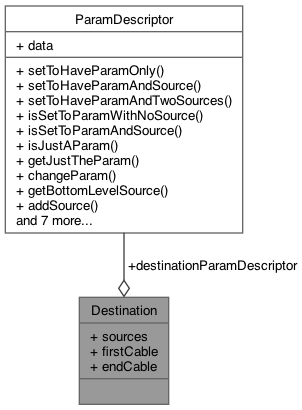 ParamDescriptor
+ data
+ setToHaveParamOnly()
+ setToHaveParamAndSource()
+ setToHaveParamAndTwoSources()
+ isSetToParamWithNoSource()
+ isSetToParamAndSource()
+ isJustAParam()
+ getJustTheParam()
+ changeParam()
+ getBottomLevelSource()
+ addSource()
and 7 more...
+destinationParamDescriptor
Destination
+ sources
+ firstCable
+ endCable